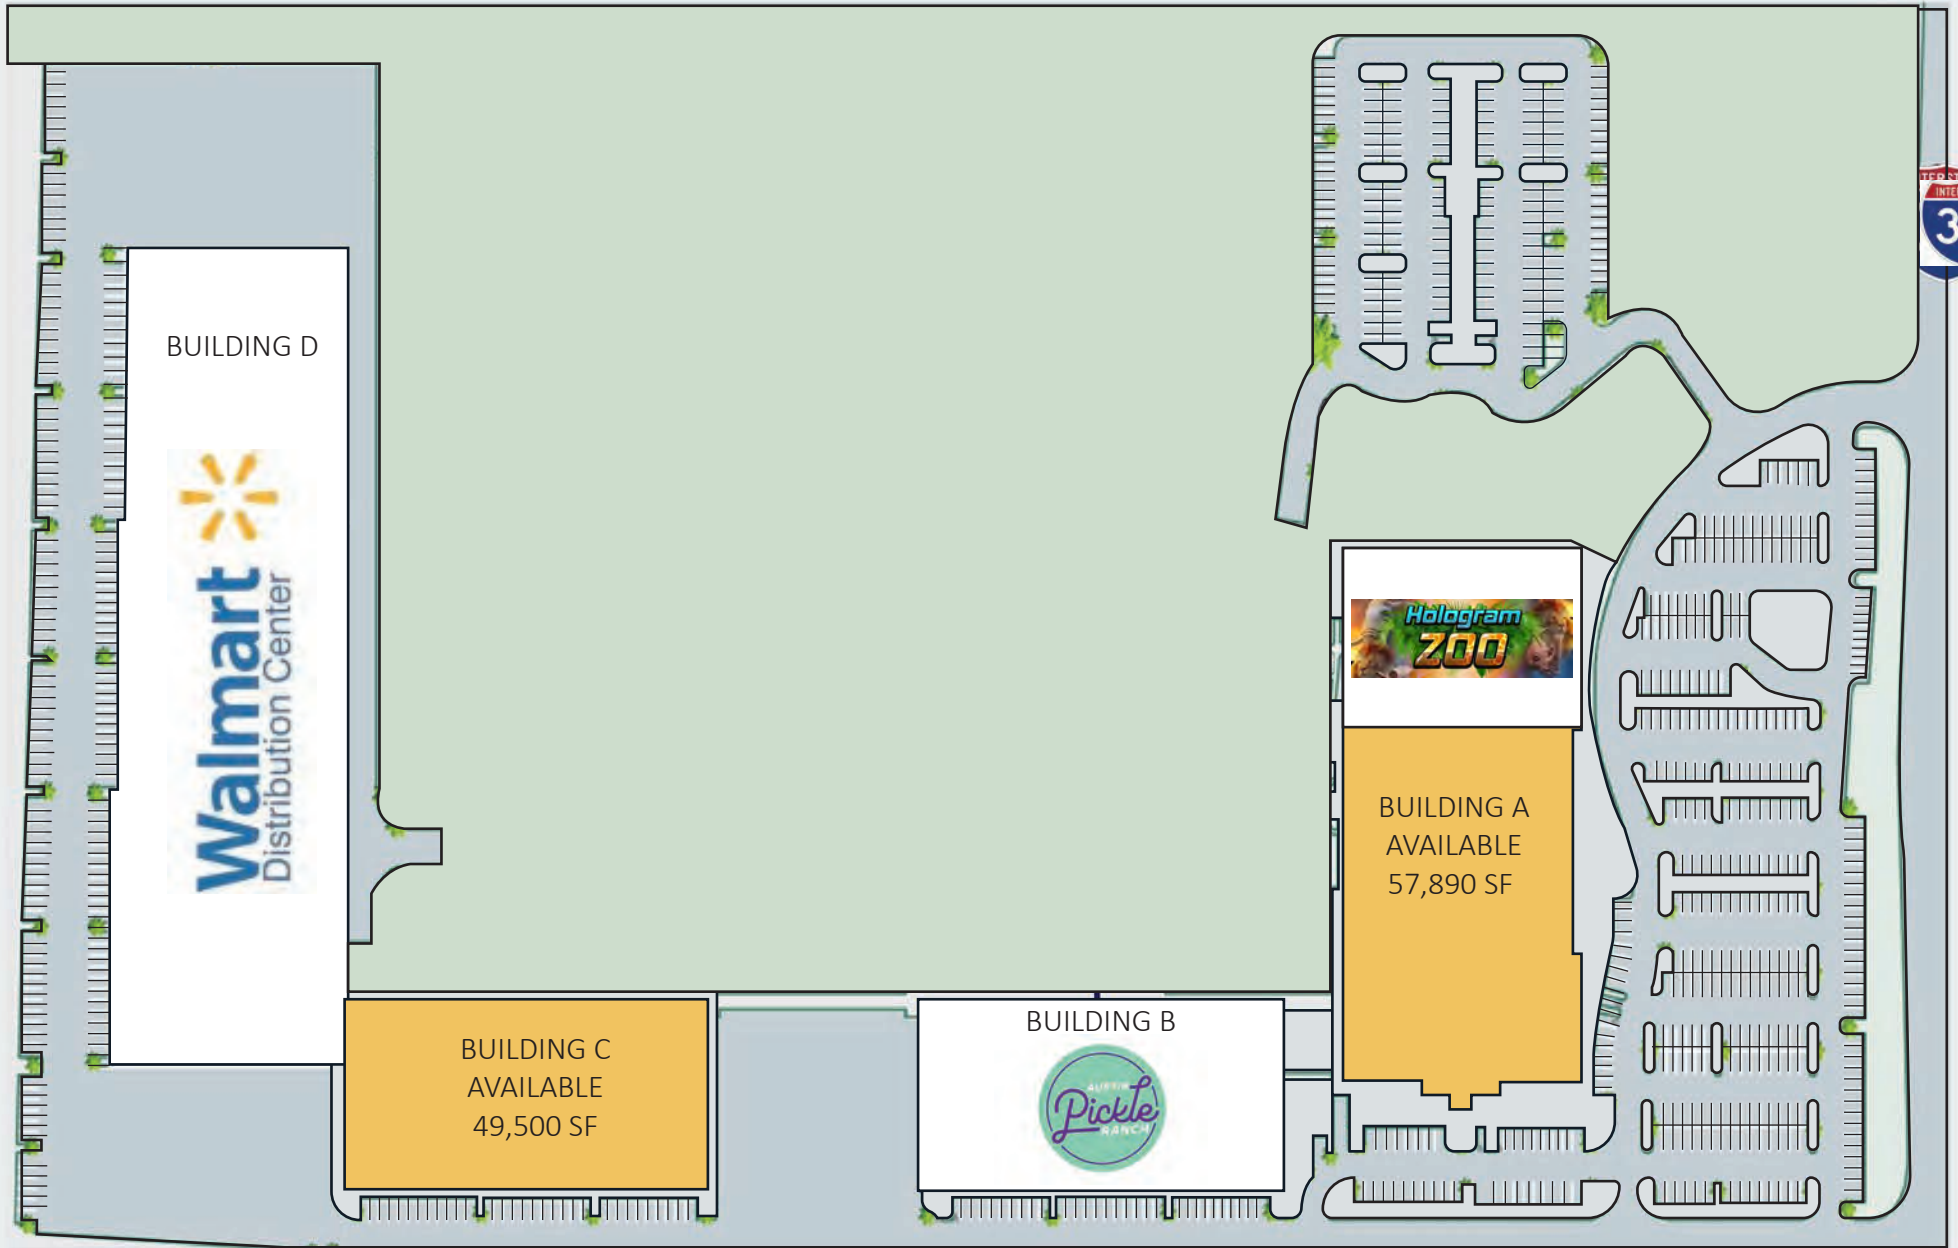 BUILDING D
Walmart
Distribution Center
BUILDING C
AVAILABLE
49,500 SF
BUILDING B
AUSTIN
Pickle
RANCH
Hologram
ZOO
BUILDING A
AVAILABLE
57,890 SF
3